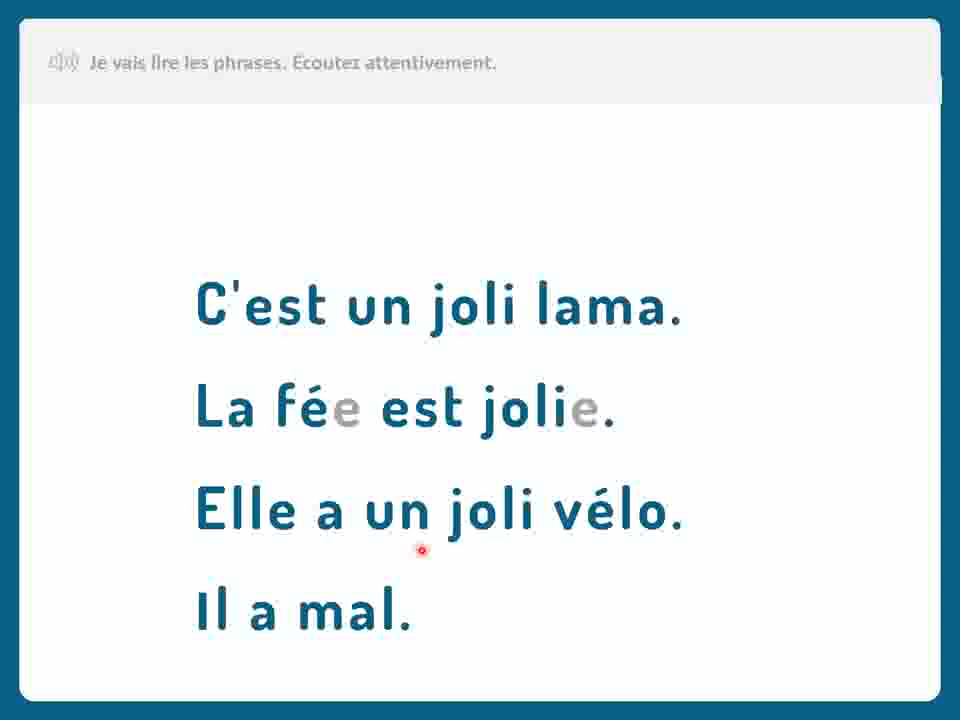 Je vais lire les phrases. Ecoutez attentivement.
C'est un joli lama.
La fée est jolie.
Elle a un joli vélo.
Il a mal.